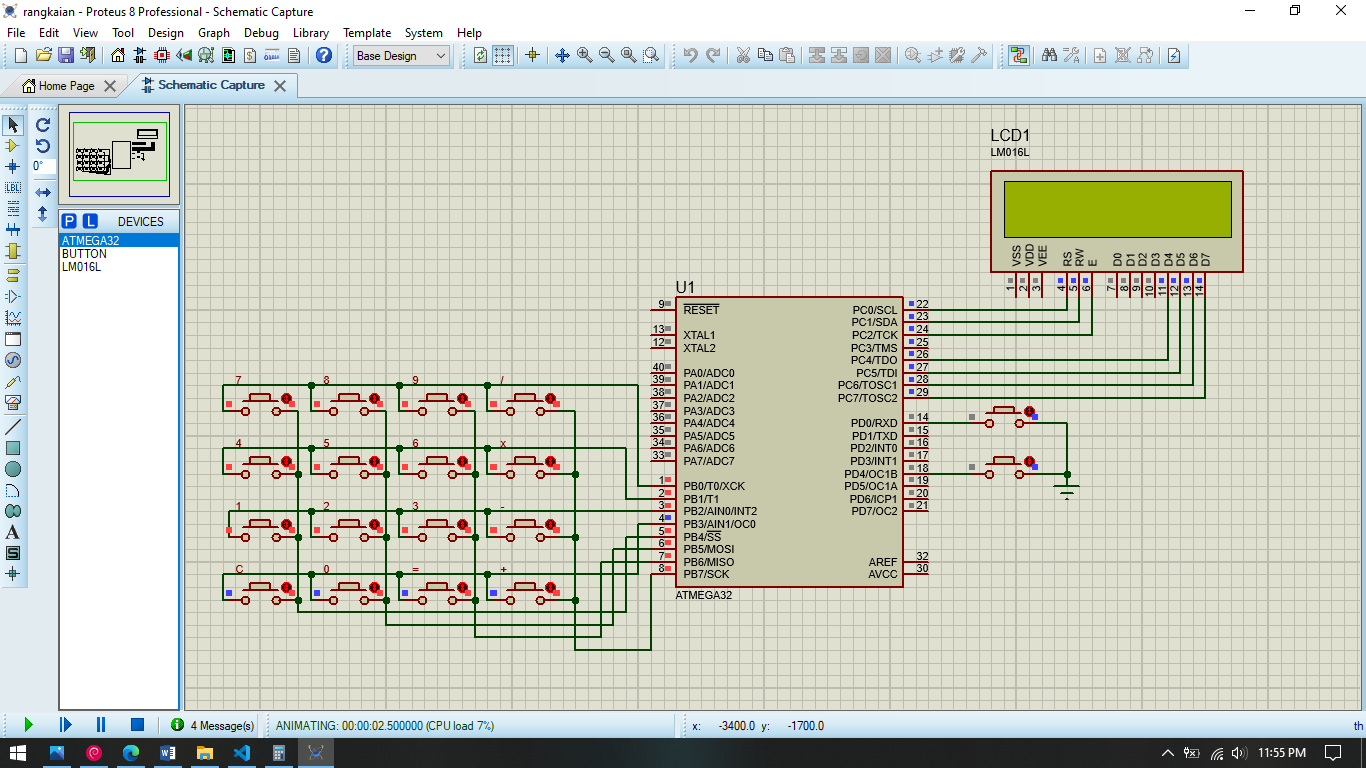 rangkaian - Proteus 8 Professional - Schematic Capture
File Edit View Tool Design Graph Debug Library Template System Help
Base Design
Home Page Schematic Capture
0°
LBL
P L DEVICES
ATMEGA32
BUTTON
LM016L
A
S
LCD1
LM016L
VSS VDD VEE RS RW E D0 D1 D2 D3 D4 D5 D6 D7
1 2 3 4 5 6 7 8 9 10 11 12 13 14
U1
9 RESET
13 XTAL1
12 XTAL2
40 PA0/ADC0
39 PA1/ADC1
38 PA2/ADC2
37 PA3/ADC3
36 PA4/ADC4
35 PA5/ADC5
34 PA6/ADC6
33 PA7/ADC7
1 PB0/T0/XCK
2 PB1/T1
3 PB2/AIN0/INT2
4 PB3/AIN1/OC0
5 PB4/SS
6 PB5/MOSI
7 PB6/MISO
8 PB7/SCK
PC0/SCL 22
PC1/SDA 23
PC2/TCK 24
PC3/TMS 25
PC4/TDO 26
PC5/TDI 27
PC6/TOSC1 28
PC7/TOSC2 29
PD0/RXD 14
PD1/TXD 15
PD2/INT0 16
PD3/INT1 17
PD4/OC1B 18
PD5/OC1A 19
PD6/ICP1 20
PD7/OC2 21
AREF 32
AVCC 30
ATMEGA32
7 8 9 /
4 5 6 x
1 2 3 -
C 0 = +
4 Message(s) ANIMATING: 00:00:02.500000 (CPU load 7%) x: -3400.0 y: -1700.0 th
11:55 PM